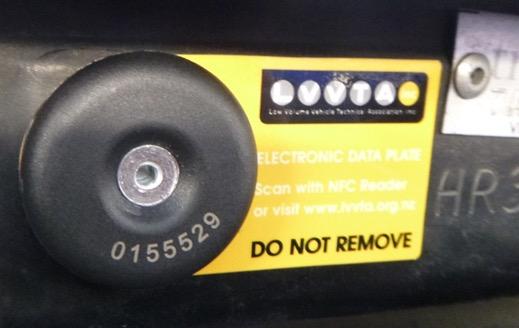 LVVTA
Low Volume Vehicle Technical Association Inc
ELECTRONIC DATA PLATE
Scan with NFC Reader
or visit www.lvvta.org.nz
DO NOT REMOVE
0155529
HR3